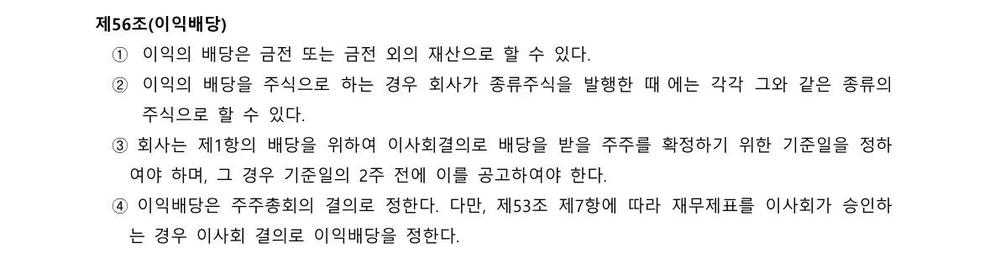 제56조(이익배당)
① 이익의 배당은 금전 또는 금전 외의 재산으로 할 수 있다.
② 이익의 배당을 주식으로 하는 경우 회사가 종류주식을 발행한 때 에는 각각 그와 같은 종류의
주식으로 할 수 있다.
③ 회사는 제1항의 배당을 위하여 이사회결의로 배당을 받을 주주를 확정하기 위한 기준일을 정하
여야 하며, 그 경우 기준일의 2주 전에 이를 공고하여야 한다.
④ 이익배당은 주주총회의 결의로 정한다. 다만, 제53조 제7항에 따라 재무제표를 이사회가 승인하
는 경우 이사회 결의로 이익배당을 정한다.